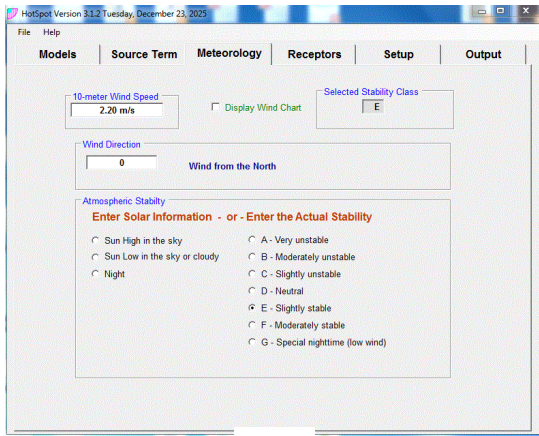 HotSpot Version 3.1.2 Tuesday, December 23, 2025
File Help
Models Source Term Meteorology Receptors Setup Output
10-meter Wind Speed
2.20 m/s
Display Wind Chart
Selected Stability Class
E
Wind Direction
0
Wind from the North
Atmospheric Stabilty
Enter Solar Information - or - Enter the Actual Stability
Sun High in the sky
Sun Low in the sky or cloudy
Night
A - Very unstable
B - Moderately unstable
C - Slightly unstable
D - Neutral
E - Slightly stable
F - Moderately stable
G - Special nighttime (low wind)